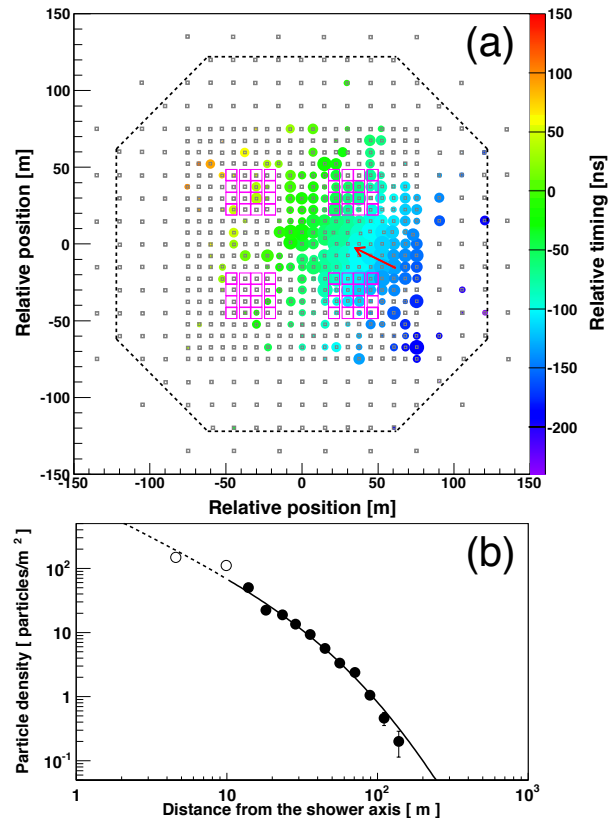 (a)
Relative position [m]
150
100
50
0
-50
-100
-150
-150 -100 -50 0 50 100 150
Relative position [m]
150
100
50
0
-50
-100
-150
-200
Relative timing [ns]
(b)
Particle density [ particles/m²]
10²
10
1
10⁻¹
1 10 10² 10³
Distance from the shower axis [ m ]